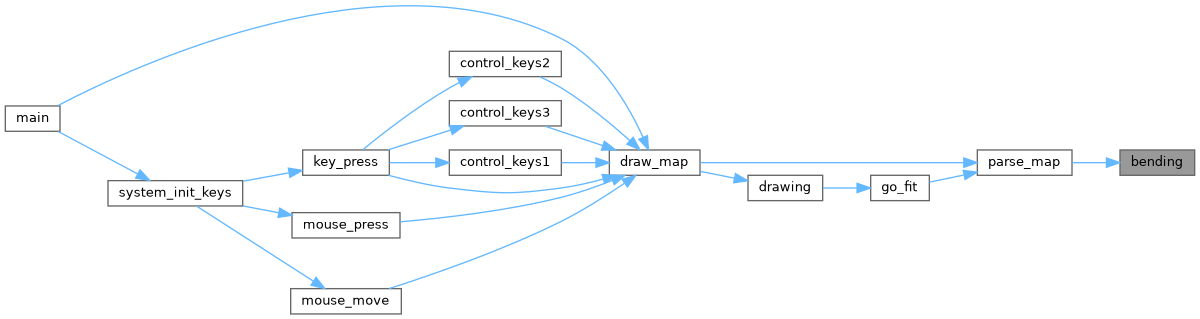 main
system_init_keys
key_press
mouse_press
mouse_move
control_keys2
control_keys3
control_keys1
draw_map
drawing
go_fit
parse_map
bending